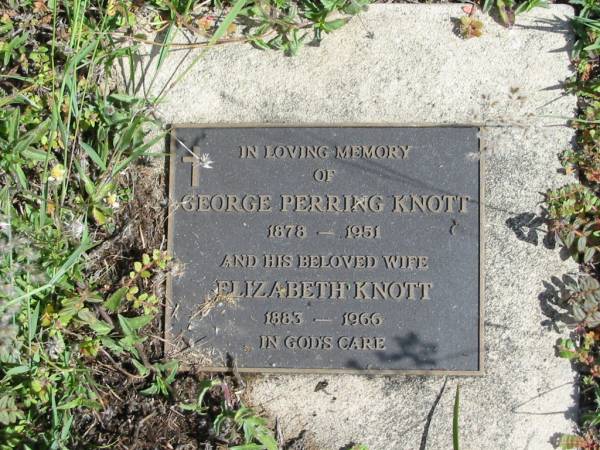 IN LOVING MEMORY
OF
GEORGE PERRING KNOTT
1878 — 1951
AND HIS BELOVED WIFE
ELIZABETH KNOTT
1883 — 1966
IN GOD'S CARE